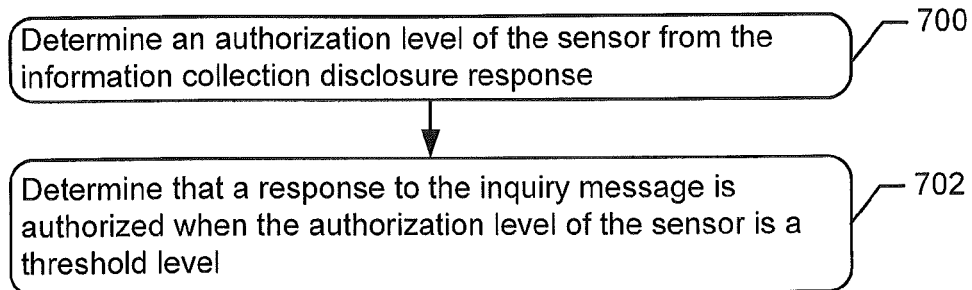 Determine an authorization level of the sensor from the
information collection disclosure response
700
Determine that a response to the inquiry message is
authorized when the authorization level of the sensor is a
threshold level
702